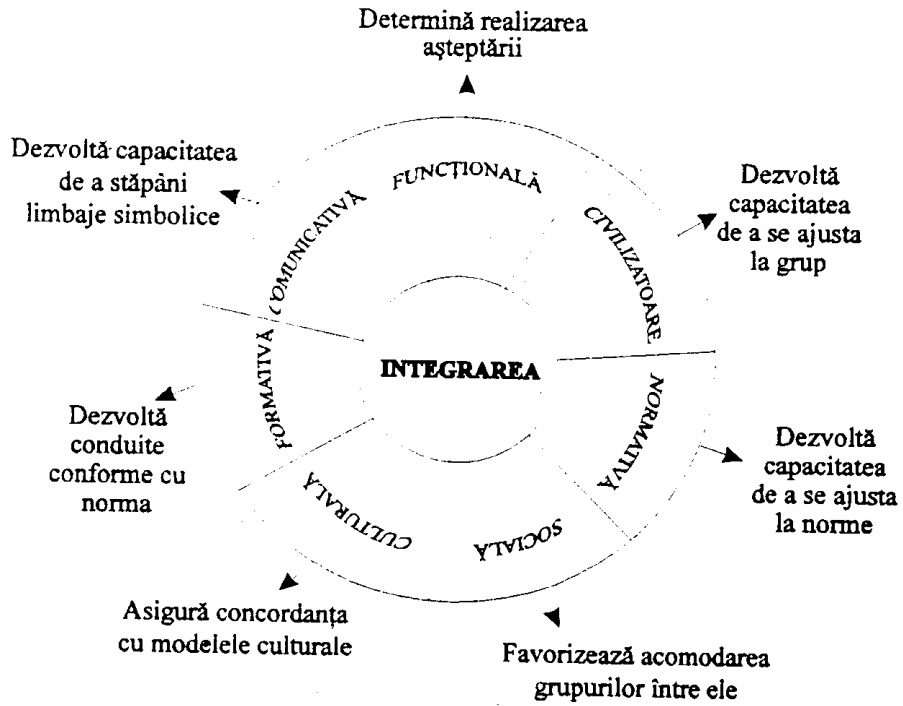 Determină realizarea
așteptării
Dezvoltă capacitatea
de a stăpâni
limbaje simbolice
Dezvoltă
capacitatea
de a se ajusta
la grup
FUNCȚIONALĂ
CIVILIZATOARE
COMUNICATIVĂ
INTEGRAREA
FORMATIVĂ
NORMATIVĂ
CULTURALĂ
SOCIALĂ
Dezvoltă
conduite
conforme cu
norma
Dezvoltă
capacitatea
de a se ajusta
la norme
Asigură concordanța
cu modelele culturale
Favorizează acomodarea
grupurilor între ele